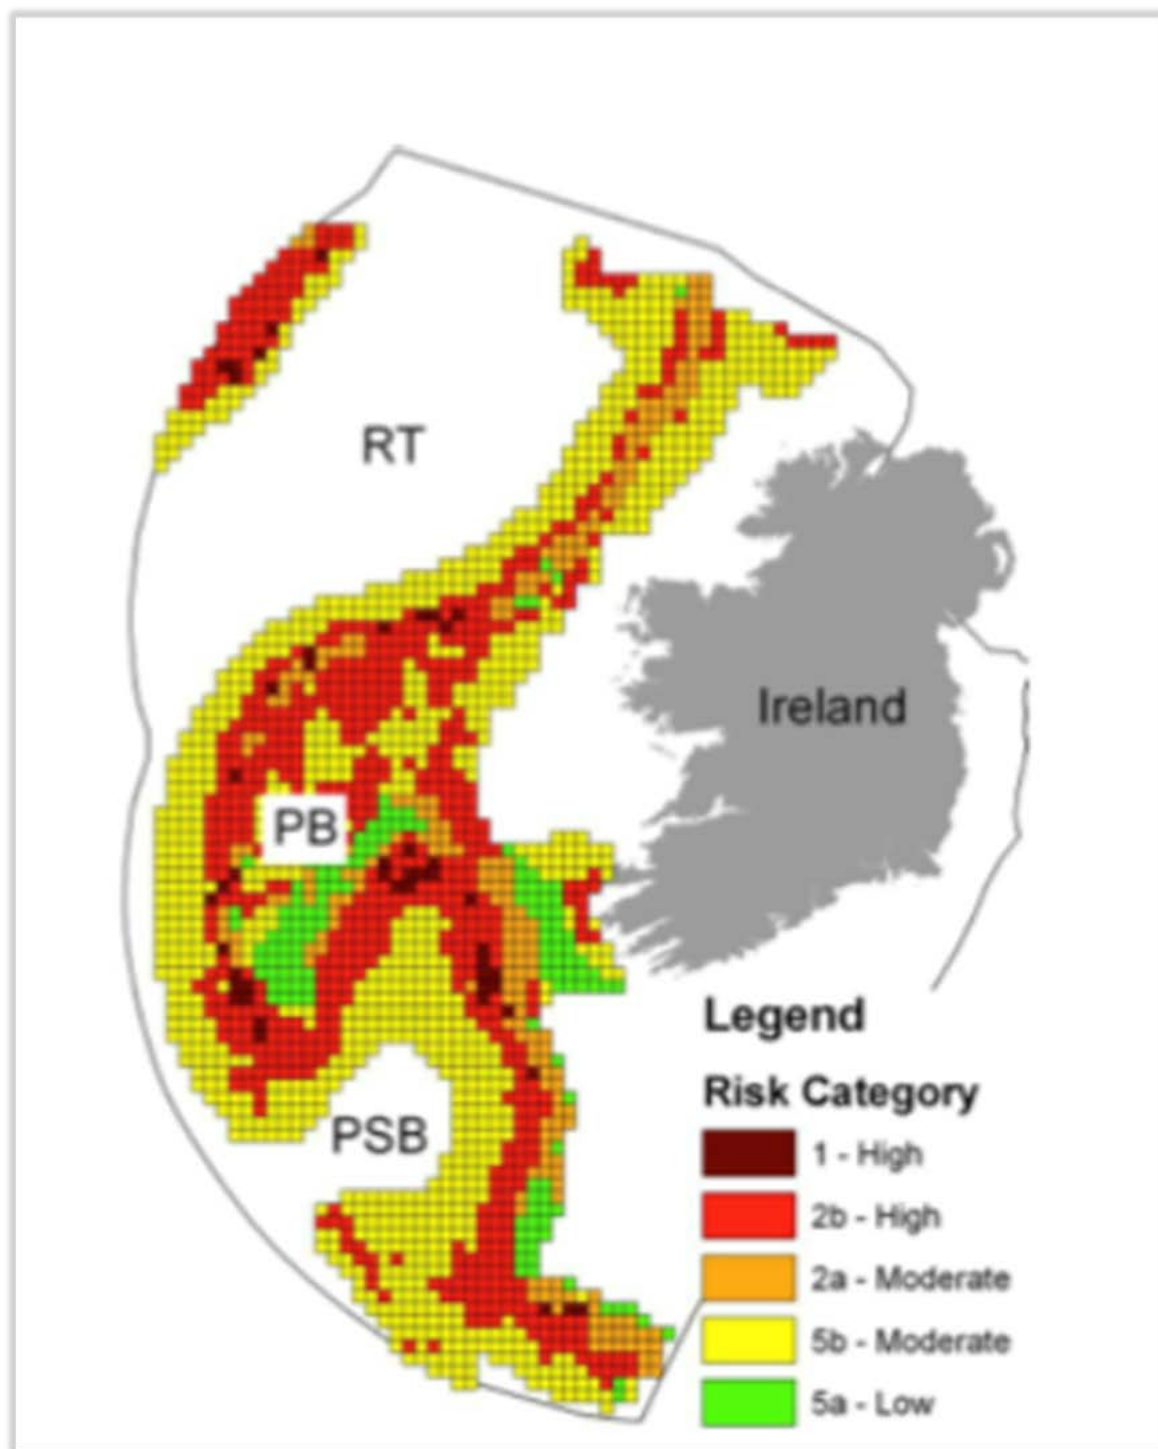 RT
Ireland
PB
PSB
Legend
Risk Category
1 - High
2b - High
2a - Moderate
5b - Moderate
5a - Low